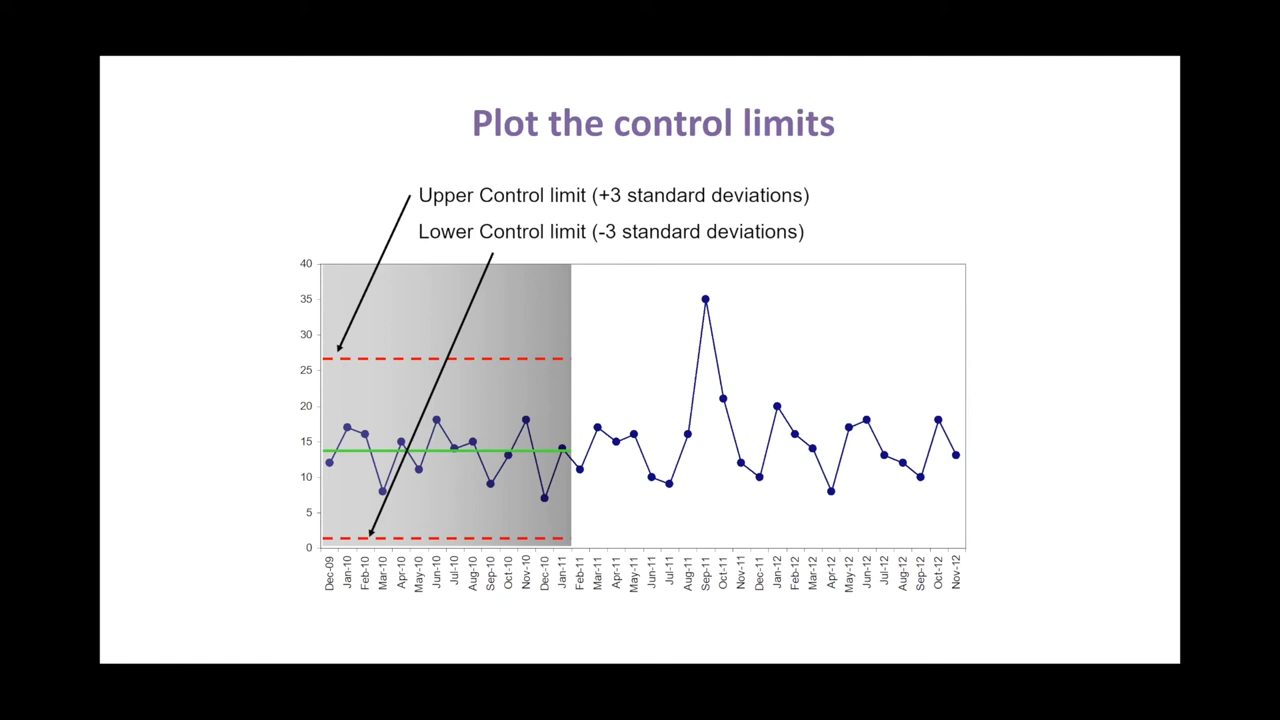 Plot the control limits
Upper Control limit (+3 standard deviations)
Lower Control limit (-3 standard deviations)
40
35
30
25
20
15
10
5
0
Dec-09
Jan-10
Feb-10
Mar-10
Apr-10
May-10
Jun-10
Jul-10
Aug-10
Sep-10
Oct-10
Nov-10
Dec-10
Jan-11
Feb-11
Mar-11
Apr-11
May-11
Jun-11
Jul-11
Aug-11
Sep-11
Oct-11
Nov-11
Dec-11
Jan-12
Feb-12
Mar-12
Apr-12
May-12
Jun-12
Jul-12
Aug-12
Sep-12
Oct-12
Nov-12